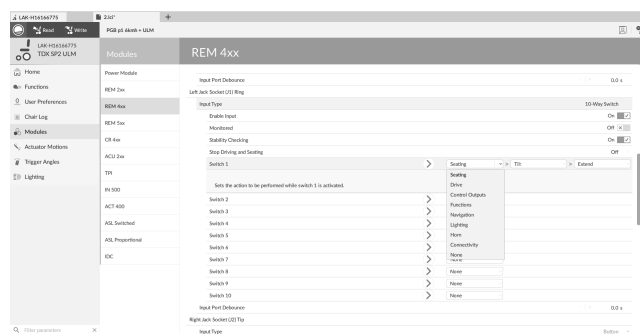 LAK-H16166775
2.lci*
+
Read
Write
PGB p1 6kmh + ULM
LAK-H16166775
TDX SP2 ULM
Home
Functions
User Preferences
Chair Log
Modules
Actuator Motions
Trigger Angles
Lighting
Filter parameters
Modules
Power Module
REM 2xx
REM 4xx
REM 5xx
CR 4xx
ACU 2xx
TPI
IN 500
ACT 400
ASL Switched
ASL Proportional
IDC
REM 4xx
Input Port Debounce 0.0 s
Left Jack Socket (J1) Ring
Input Type 10-Way Switch
Enable Input On
Monitored Off
Stability Checking On
Stop Driving and Seating Off
Switch 1 Seating > Tilt > Extend
Sets the action to be performed while switch 1 is activated.
Seating
Drive
Control Outputs
Functions
Navigation
Lighting
Horn
Connectivity
None
Switch 2
Switch 3
Switch 4
Switch 5
Switch 6
Switch 7 None
Switch 8 None
Switch 9 None
Switch 10 None
Input Port Debounce 0.0 s
Right Jack Socket (J2) Tip
Input Type Button